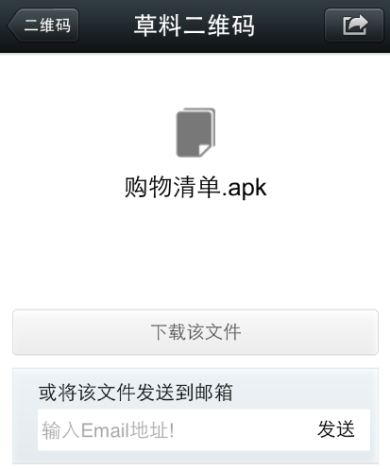 二维码
草料二维码
购物清单.apk
下载该文件
或将该文件发送到邮箱
输入Email地址!
发送